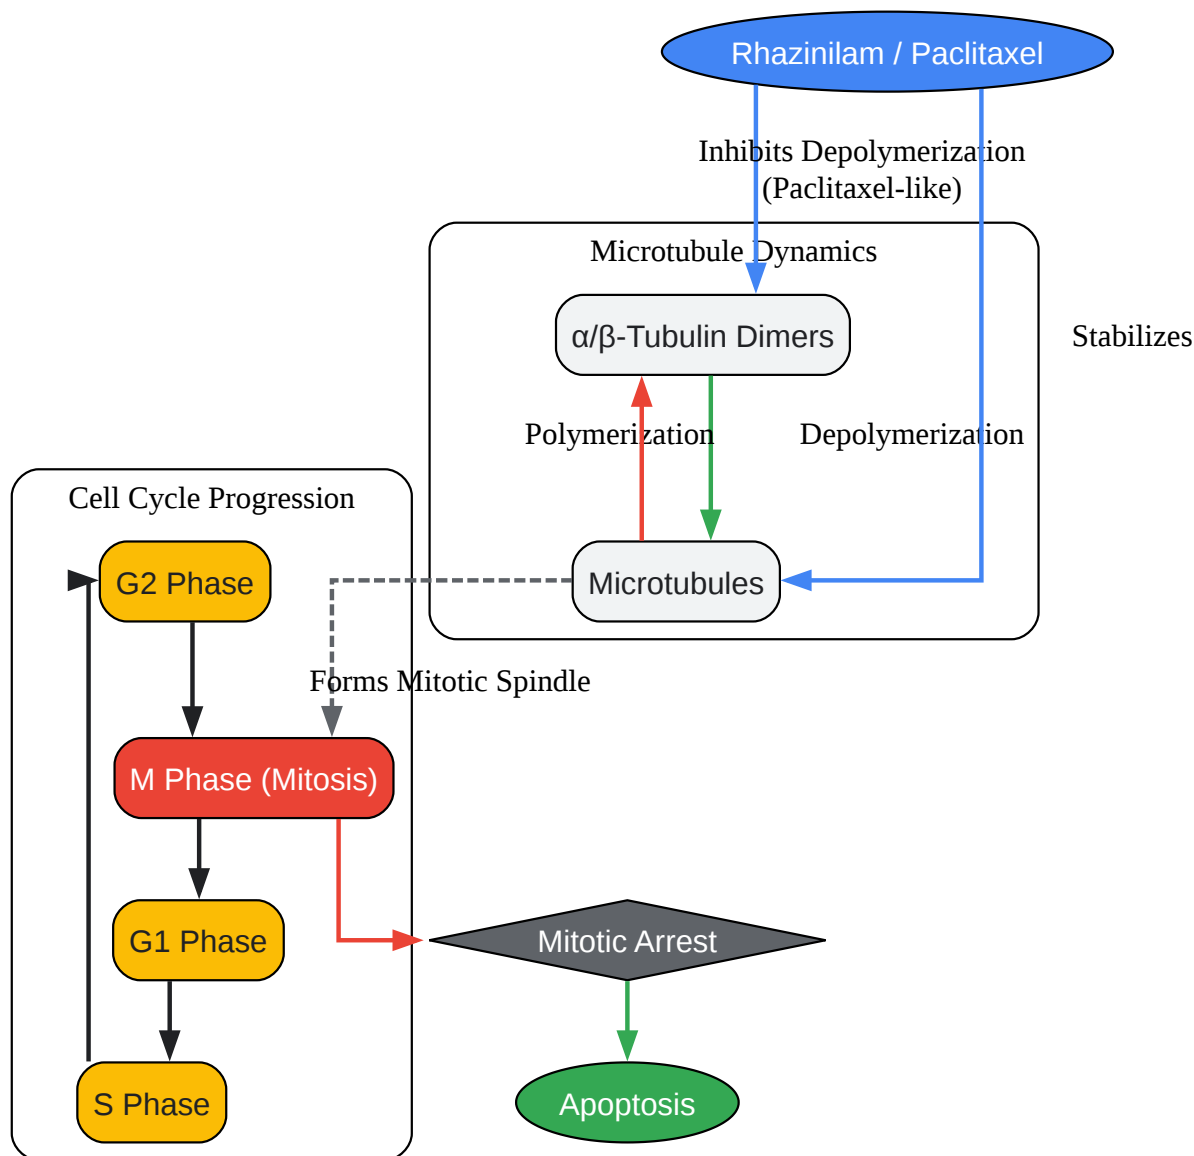 Rhazinilam / Paclitaxel
Inhibits Depolymerization
(Paclitaxel-like)
Microtubule Dynamics
α/β-Tubulin Dimers
Stabilizes
Polymerization
Depolymerization
Cell Cycle Progression
G2 Phase
Microtubules
Forms Mitotic Spindle
M Phase (Mitosis)
G1 Phase
Mitotic Arrest
S Phase
Apoptosis